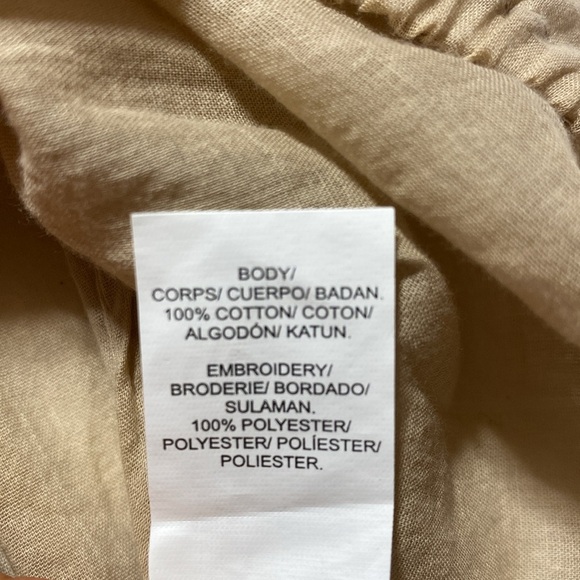 BODY/
CORPS/ CUERPO/ BADAN.
100% COTTON/ COTON/
ALGODÓN/ KATUN.
EMBROIDERY/
BRODERIE/ BORDADO/
SULAMAN.
100% POLYESTER/
POLYESTER/ POLÍESTER/
POLIESTER.